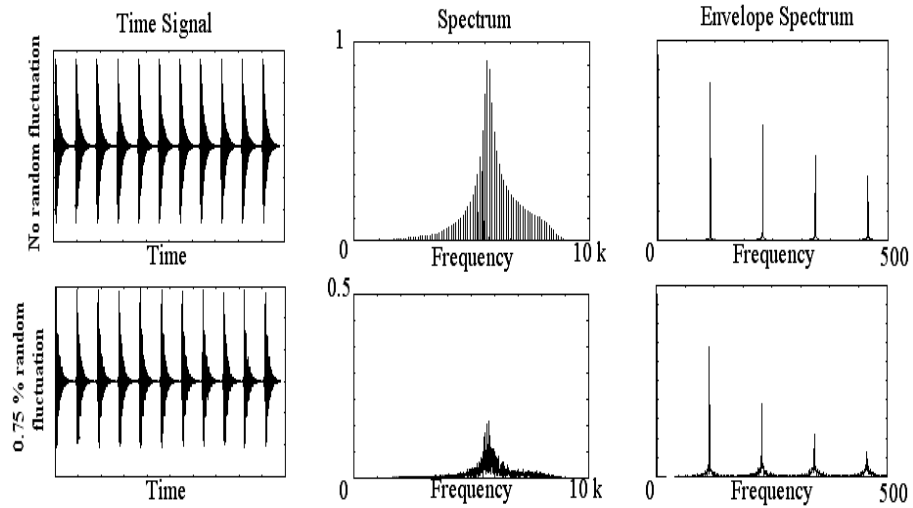 Time Signal
Spectrum
Envelope Spectrum
No random fluctuation
Time
1
0
Frequency
10 k
0
Frequency
500
0.75 % random
fluctuation
Time
0.5
0
Frequency
10 k
0
Frequency
500